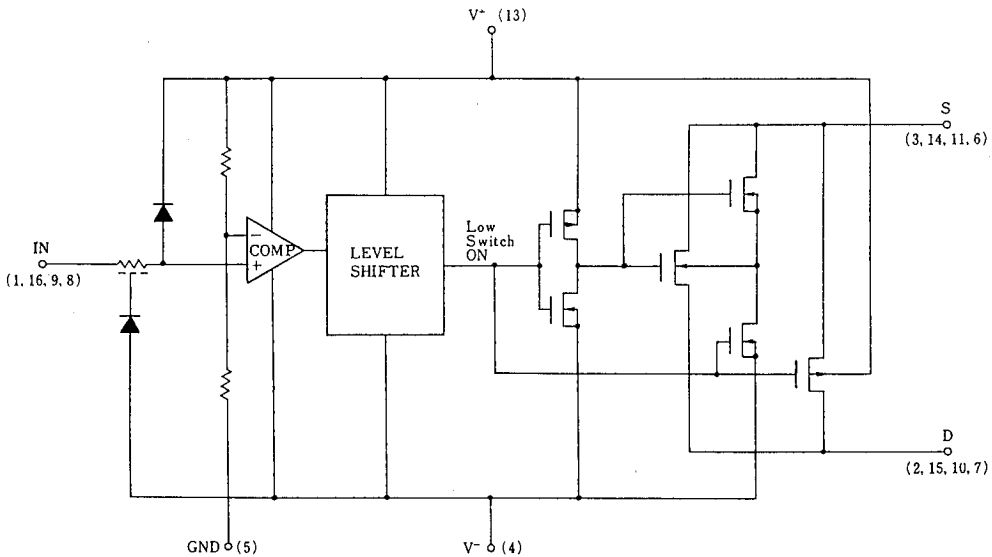 V⁺ (13)
S
(3, 14, 11, 6)
IN
(1, 16, 9, 8)
−
COMP
+
LEVEL
SHIFTER
Low
Switch
ON
D
(2, 15, 10, 7)
GND (5)
V⁻ (4)